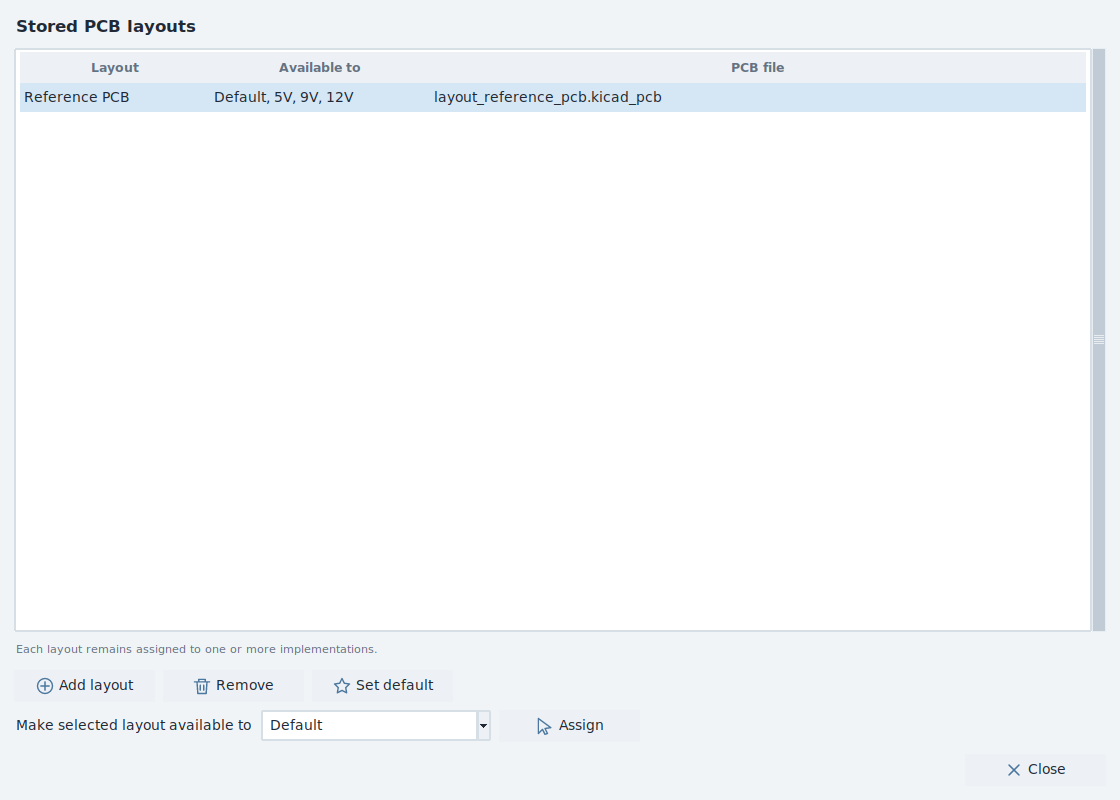 Stored PCB layouts
Layout Available to PCB file
Reference PCB Default, 5V, 9V, 12V layout_reference_pcb.kicad_pcb
Each layout remains assigned to one or more implementations.
Add layout Remove Set default
Make selected layout available to Default Assign
Close